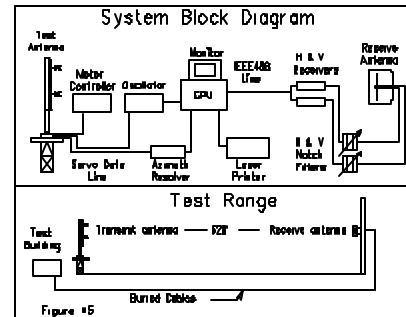 System Block Diagram
Test
Antenna
Monitor
Motor
Controller
Oscillator
CPU
IEEE488
Line
H & V
Receivers
Receive
Antenna
Servo Data
Line
Azimuth
Resolver
Laser
Printer
H & V
Notch
Filters
Test Range
Test
Building
Transmit antenna
Receive antenna
Buried Cables
Figure #5